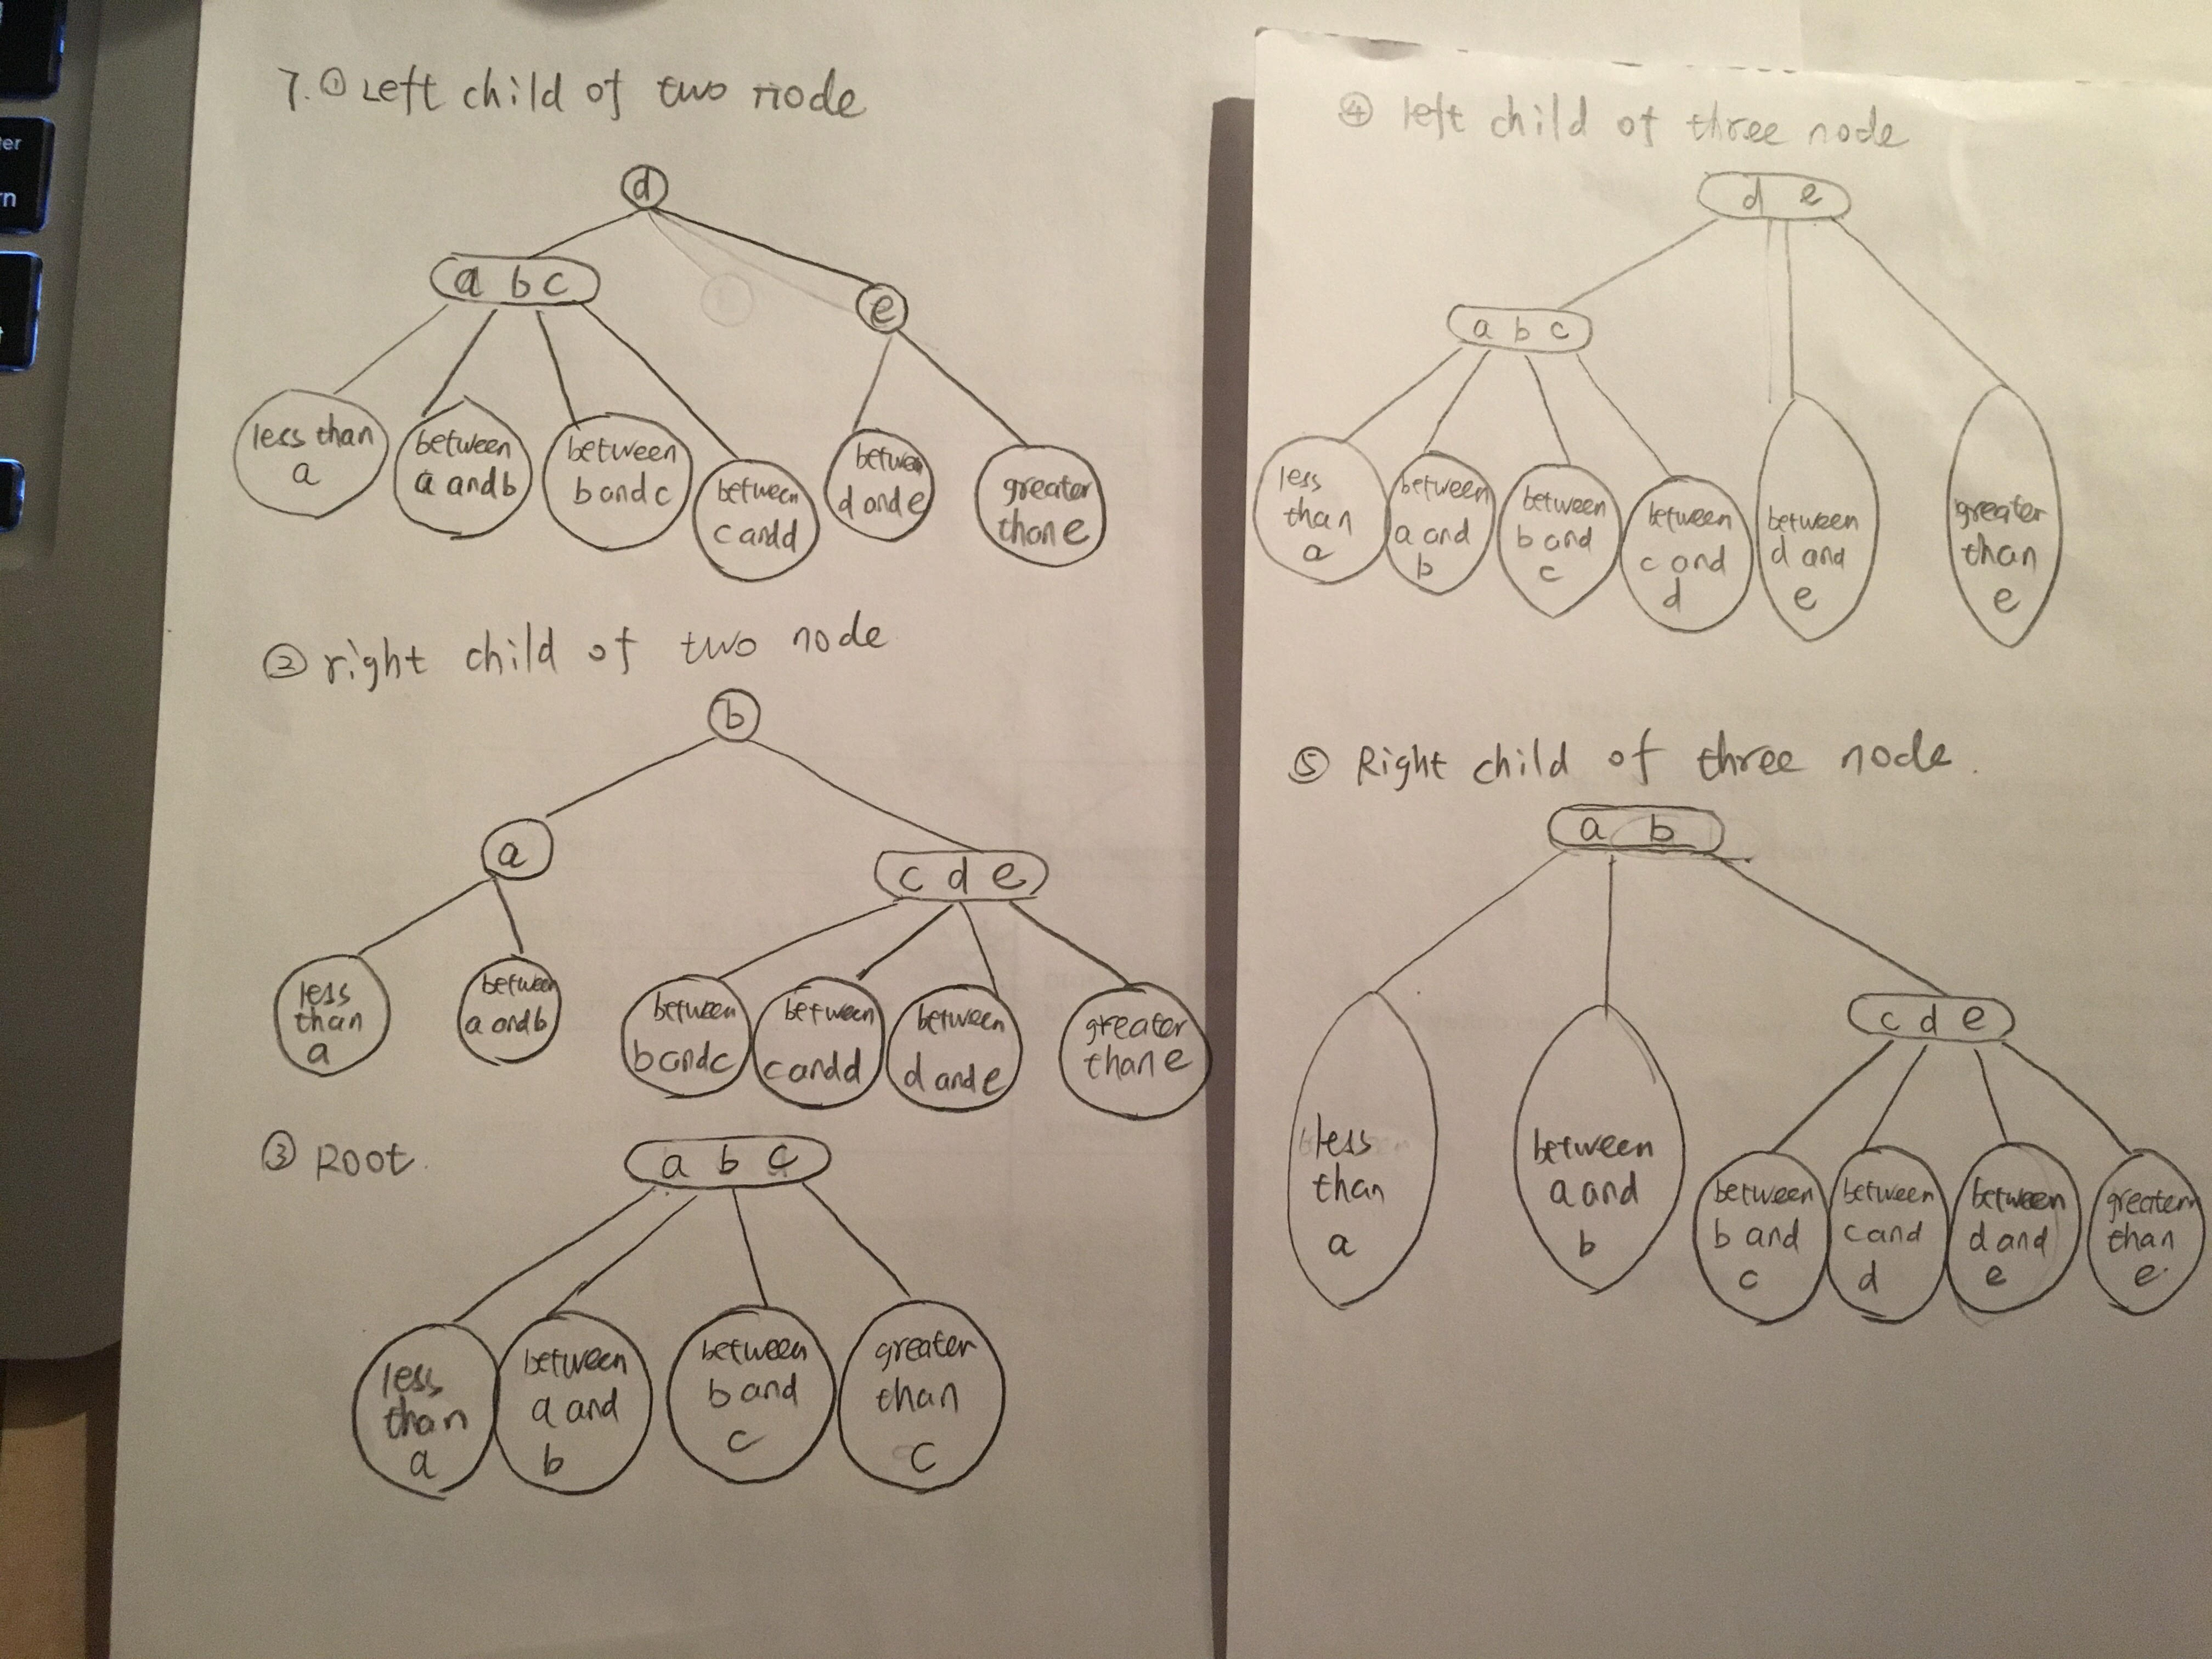 er
rn
7. ① Left child of two node
d
a b c
e
less than
a
between
a and b
between
b and c
between
c and d
between
d and e
greater
than e
② right child of two node
b
a
c d e
less
than
a
between
a and b
between
b and c
between
c and d
between
d and e
greater
than e
③ Root.
a b c
less
than
a
between
a and
b
between
b and
c
greater
than
c
④ left child of three node
d e
a b c
less
than
a
between
a and
b
between
b and
c
between
c and
d
between
d and
e
greater
than
e
⑤ Right child of three node.
a b
c d e
less
than
a
between
a and
b
between
b and
c
between
c and
d
between
d and
e
greater
than
e